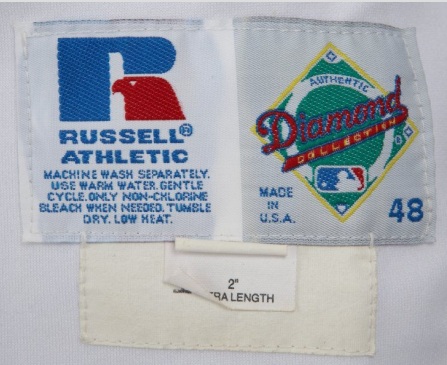 R
RUSSELL®
ATHLETIC
MACHINE WASH SEPARATELY.
USE WARM WATER. GENTLE
CYCLE. ONLY NON-CHLORINE
BLEACH WHEN NEEDED. TUMBLE
DRY. LOW HEAT.
AUTHENTIC
Diamond
COLLECTION
MADE
IN
U.S.A.
48
2"
LENGTH